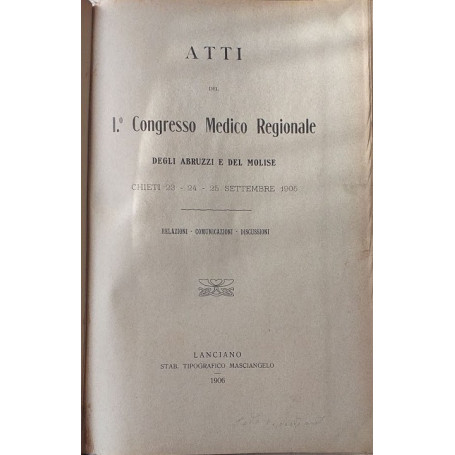 ATTI
DEL
I.º Congresso Medico Regionale
DEGLI ABRUZZI E DEL MOLISE
CHIETI 23 - 24 - 25 SETTEMBRE 1905
RELAZIONI - COMUNICAZIONI - DISCUSSIONI
LANCIANO
STAB. TIPOGRAFICO MASCIANGELO
—
1906